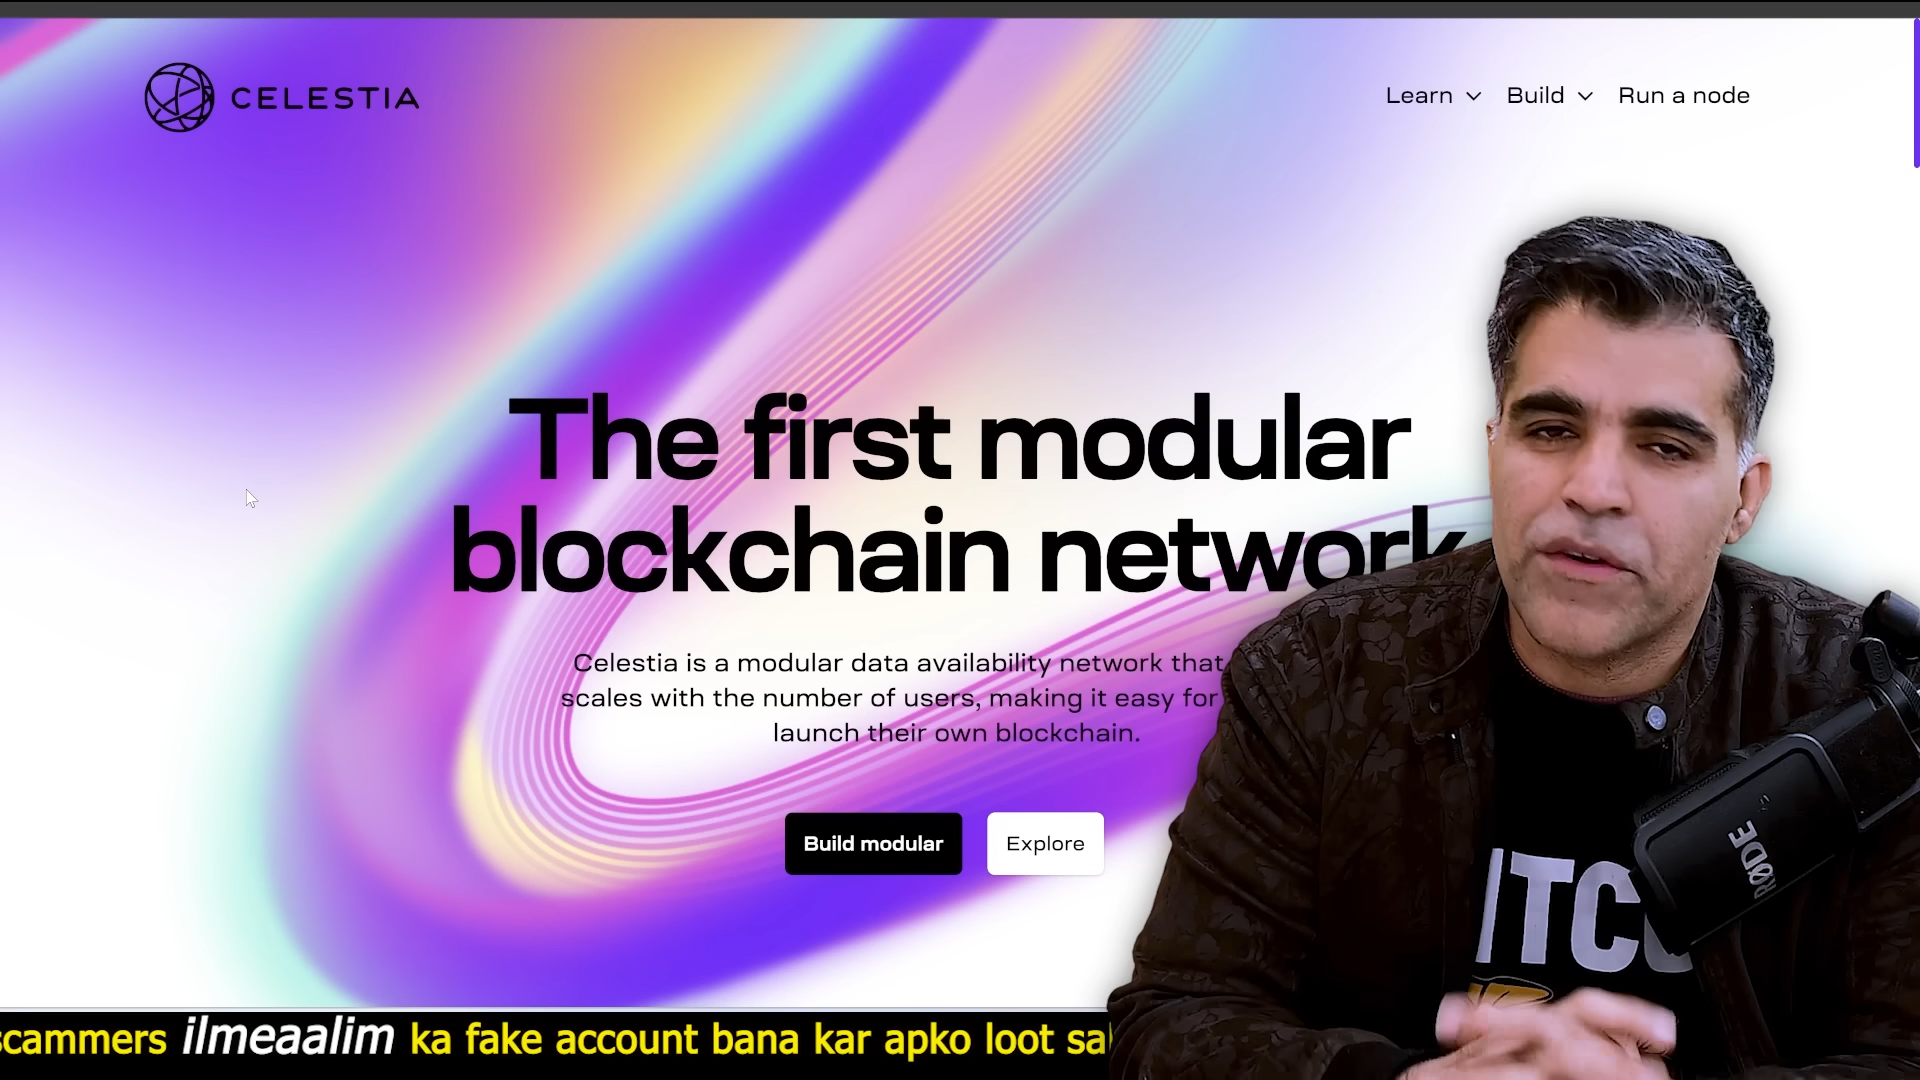 CELESTIA
Learn Build Run a node
The first modular
blockchain network
Celestia is a modular data availability network that
scales with the number of users, making it easy for
launch their own blockchain.
Build modular Explore
RØDE
ITC
scammers ilmeaalim ka fake account bana kar apko loot sa